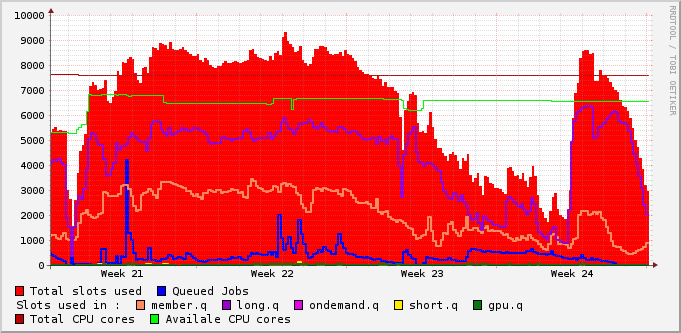 10000
9000
8000
7000
6000
5000
4000
3000
2000
1000
0
Week 21 Week 22 Week 23 Week 24
Total slots used Queued Jobs
Slots used in : member.q long.q ondemand.q short.q gpu.q
Total CPU cores Availale CPU cores
RRDTOOL / TOBI OETIKER